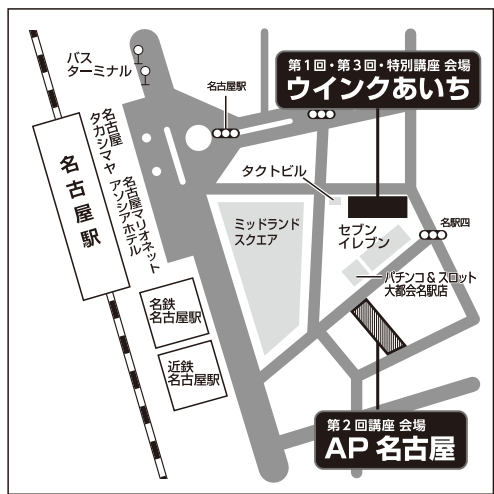 バス
ターミナル
名古屋駅
第1回・第3回・特別講座 会場
ウインクあいち
名古屋
タカシマヤ
名古屋マリオネット
アソシアホテル
名古屋駅
タクトビル
ミッドランド
スクエア
セブン
イレブン
名駅四
パチンコ & スロット
大都会名駅店
名鉄
名古屋駅
近鉄
名古屋駅
第2回講座 会場
AP 名古屋